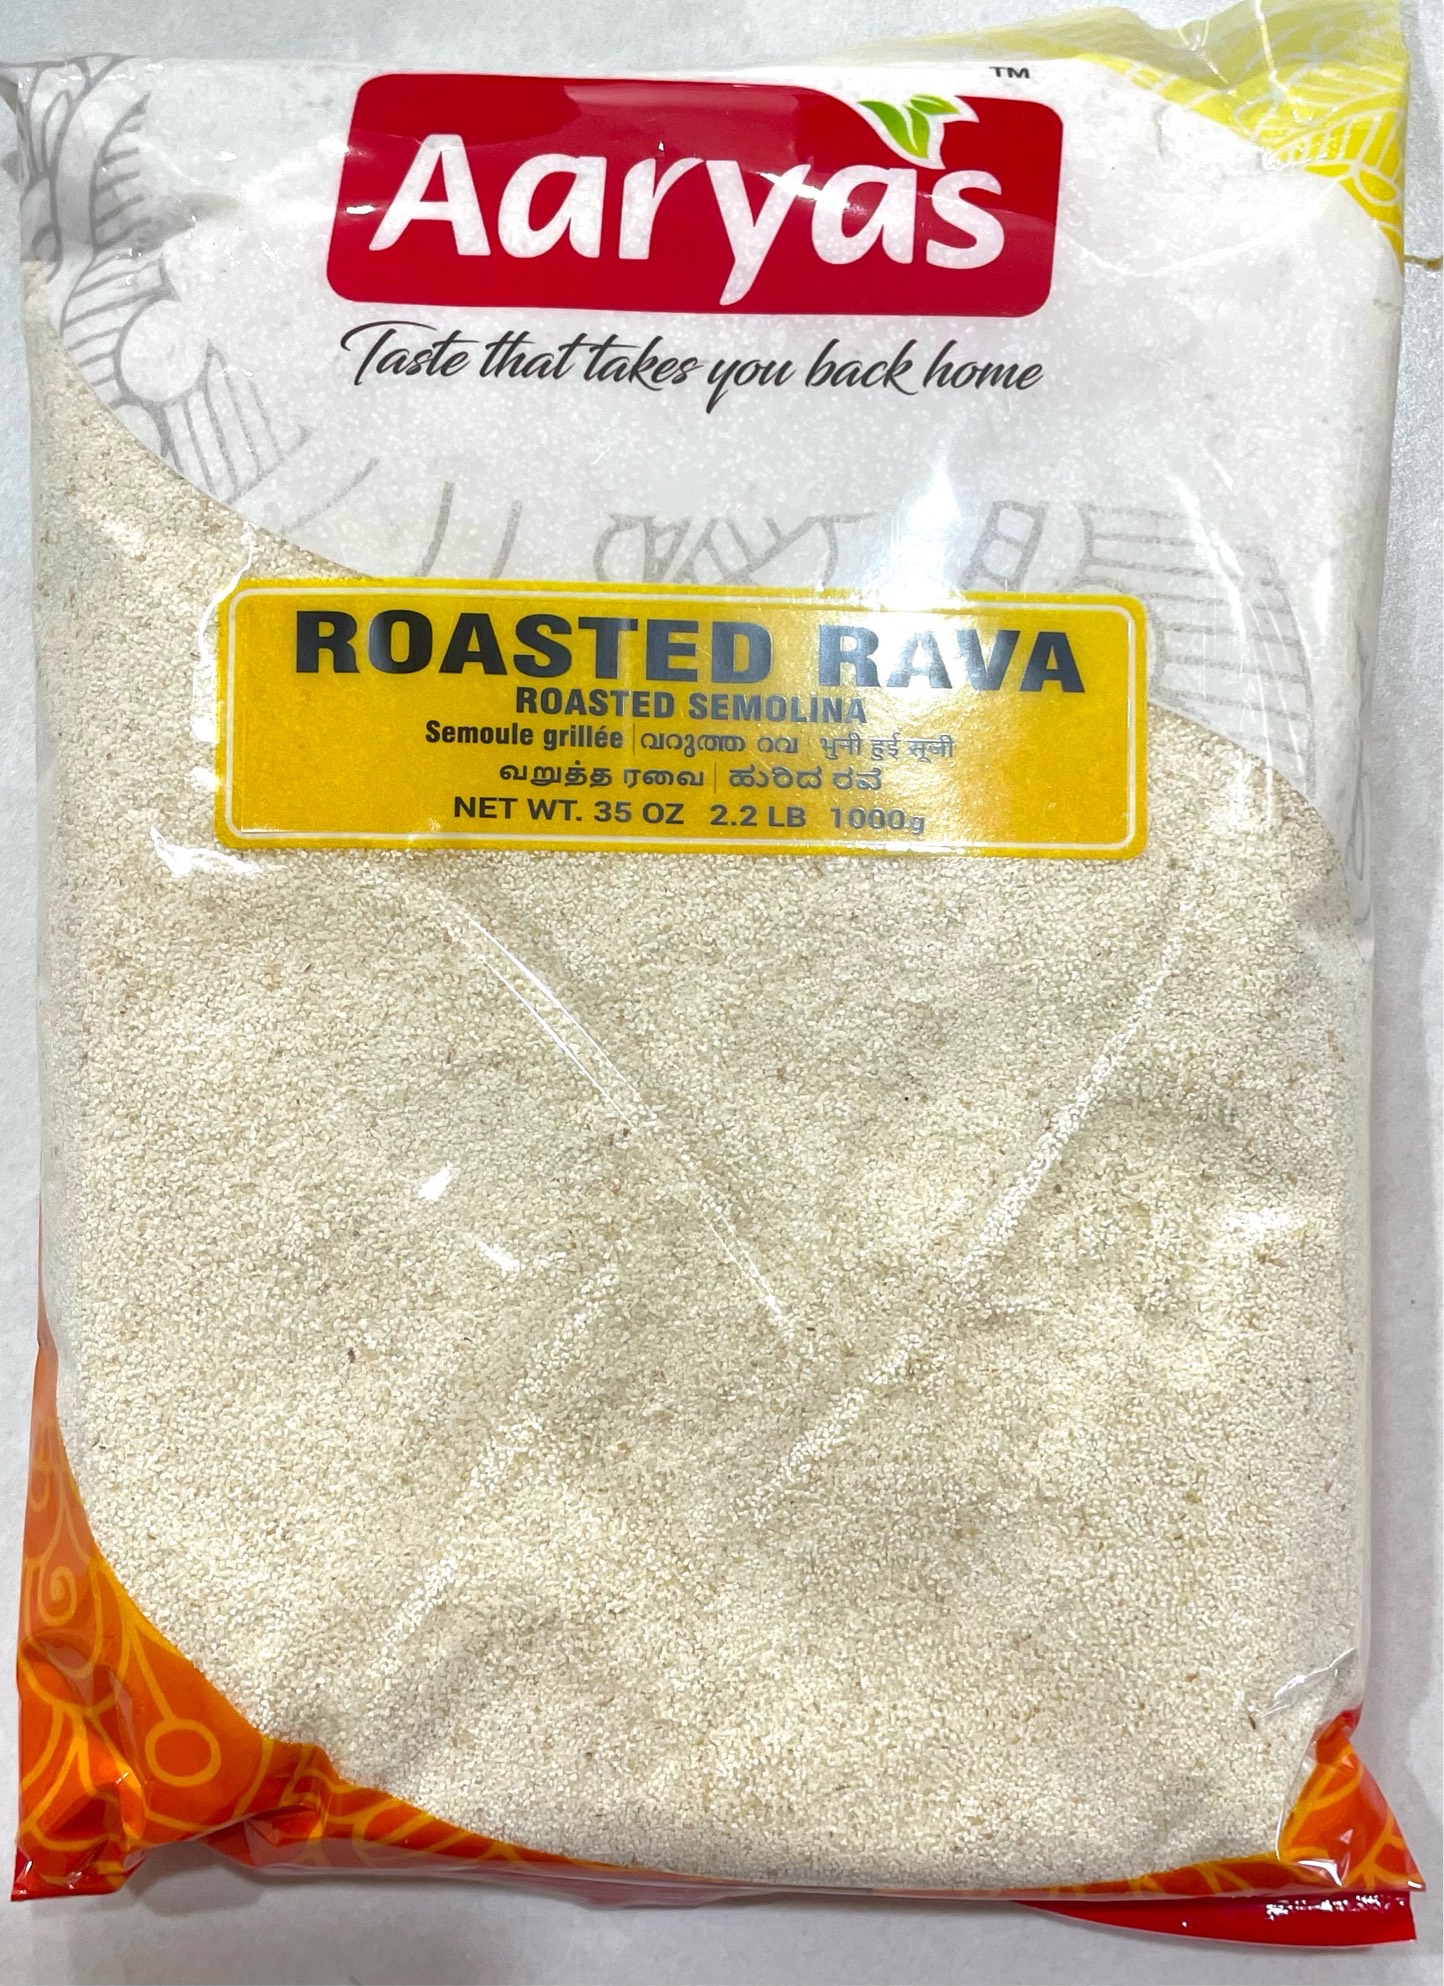 TM
Aaryas
Taste that takes you back home
ROASTED RAVA
ROASTED SEMOLINA
Semoule grillée | വറുത്ത റവ | भुनी हुई सूजी
வறுத்த ரவை | ಹುರಿದ ರವೆ
NET WT. 35 OZ 2.2 LB 1000g